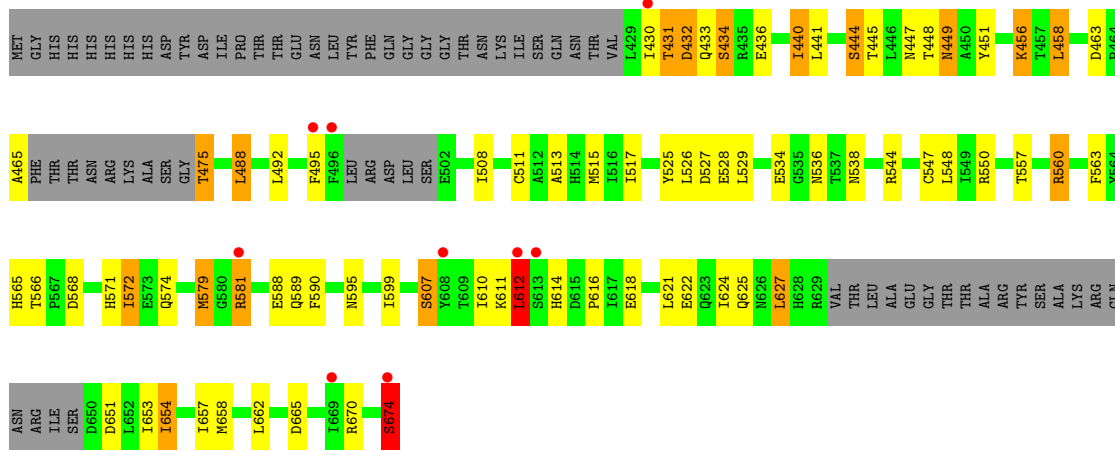 MET GLY HIS HIS HIS HIS HIS HIS ASP TYR ASP ILE PRO THR THR GLU ASN LEU TYR PHE GLN GLY GLY GLY THR ASN LYS ILE SER GLN ASN THR VAL L429 I430 T431 D432 Q433 S434 R435 E436 I440 L441 S444 T445 L446 N447 T448 N449 A450 Y451 K456 T457 L458 D463 P464
A465 PHE THR THR ASN ARG LYS ALA SER GLY T475 L488 L492 F495 F496 LEU ARG ASP LEU SER E502 I508 C511 A512 A513 H514 M515 I516 I517 Y525 L526 D527 E528 L529 E534 G535 N536 T537 N538 R544 C547 L548 I549 R550 T557 R560 F563 Y564
H565 T566 P567 D568 H571 I572 E573 Q574 M579 G580 R581 E588 Q589 F590 N595 I599 S607 Y608 T609 I610 K611 L612 S613 H614 D615 P616 I617 E618 L621 E622 Q623 I624 Q625 N626 L627 H628 R629 VAL THR LEU ALA GLU GLY THR THR ALA ARG TYR SER ALA LYS ARG GLN
ASN ARG ILE SER D650 D651 L652 I653 I654 I657 M658 L662 D665 I669 R670 S674